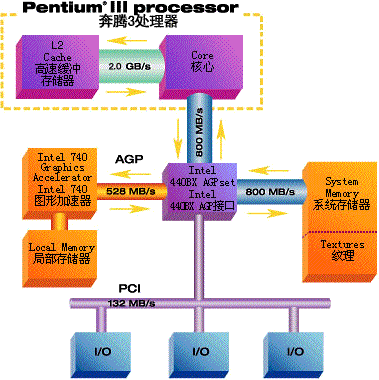 Pentium® III processor
奔腾3处理器
L2
Cache
高速缓冲
存储器
2.0 GB/s
Core
核心
800 MB/s
Intel 740
Graphics
Accelerator
Intel 740
图形加速器
AGP
528 MB/s
Intel
440BX AGPset
Intel
440BX AGP接口
800 MB/s
System
Memory
系统存储器
Textures
纹理
Local Memory
局部存储器
PCI
132 MB/s
I/O
I/O
I/O